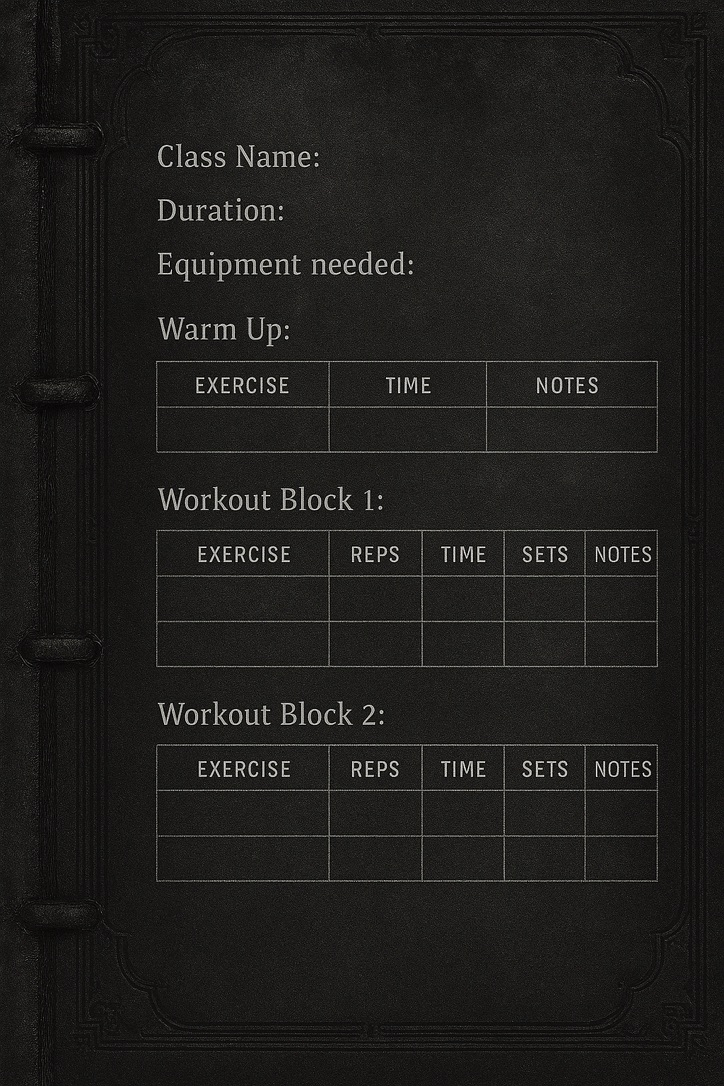 Class Name:
Duration:
Equipment needed:
Warm Up:
EXERCISE TIME NOTES
Workout Block 1:
EXERCISE REPS TIME SETS NOTES
Workout Block 2:
EXERCISE REPS TIME SETS NOTES